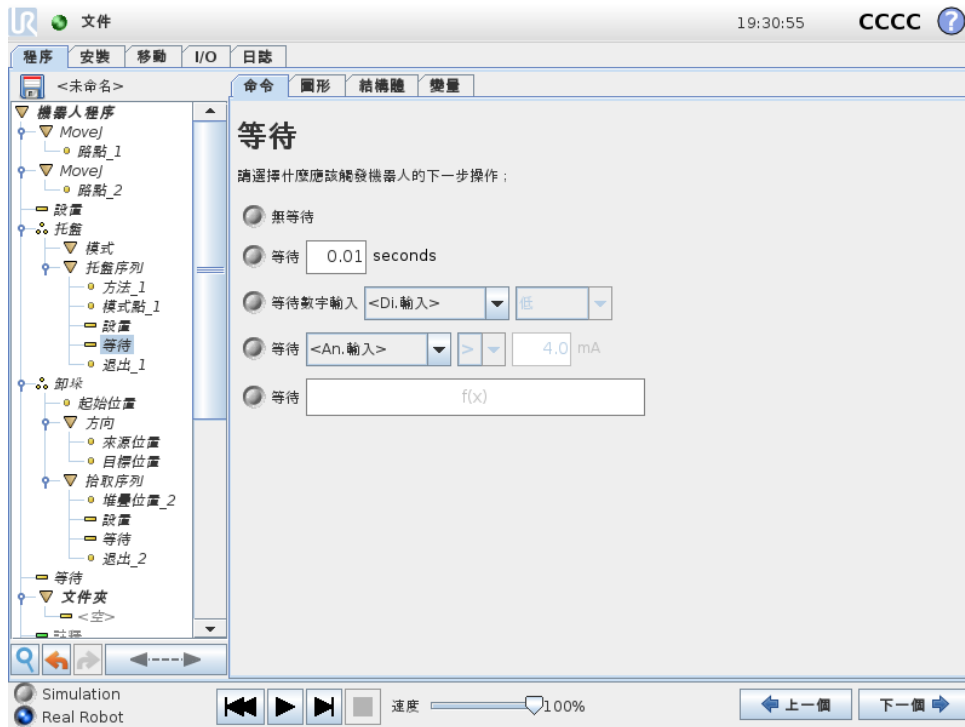 UR 文件 19:30:55 CCCC ?
程序 安裝 移動 I/O 日誌
<未命名>
命令 圖形 結構體 變量
機器人程序
MoveJ
路點_1
MoveJ
路點_2
設置
托盤
模式
托盤序列
方法_1
模式點_1
設置
等待
退出_1
卸垛
起始位置
方向
來源位置
目標位置
拾取序列
堆疊位置_2
設置
等待
退出_2
等待
文件夾
<空>
註釋
等待
請選擇什麼應該觸發機器人的下一步操作；
無等待
等待 0.01 seconds
等待數字輸入 <Di.輸入> 低
等待 <An.輸入> > 4.0 mA
等待 f(x)
Simulation
Real Robot
速度 100%
上一個 下一個